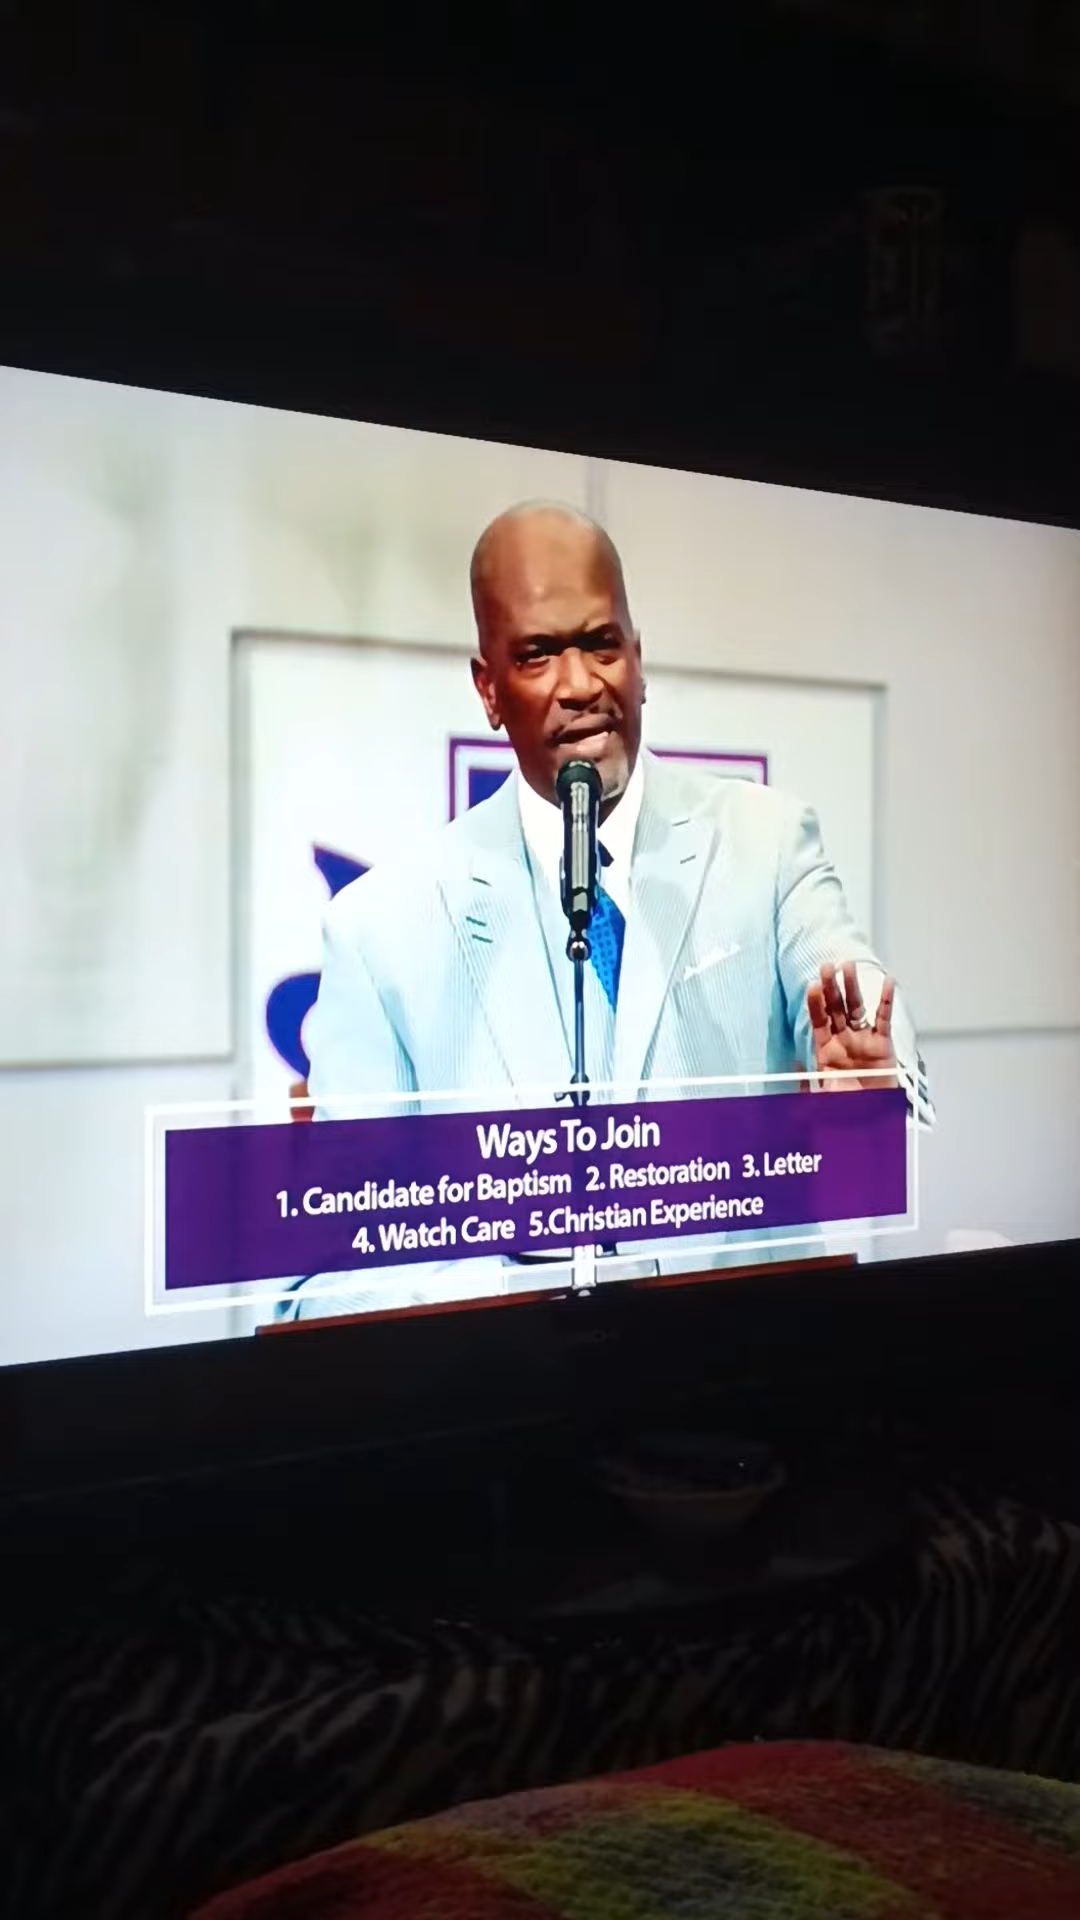 Ways To Join
1. Candidate for Baptism 2. Restoration 3. Letter
4. Watch Care 5.Christian Experience